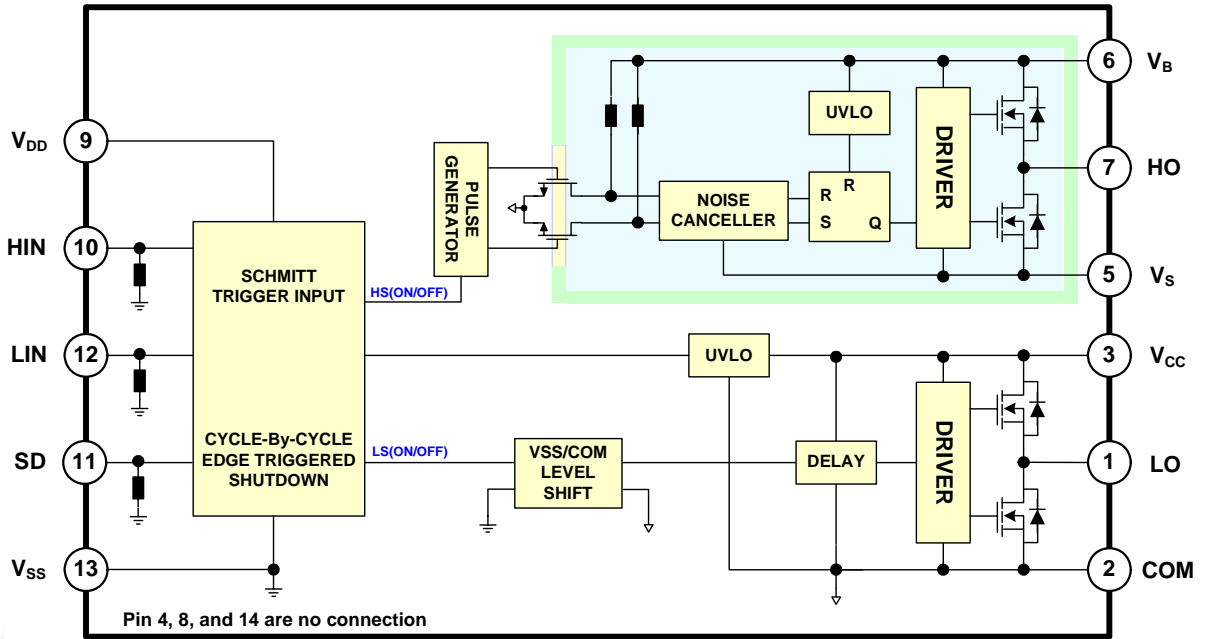 6 VB
UVLO
DRIVER
VDD 9
PULSE
GENERATOR
R
7 HO
NOISE
CANCELLER
R
S Q
HIN 10
SCHMITT
TRIGGER INPUT
HS(ON/OFF)
5 VS
LIN 12
UVLO
3 VCC
DRIVER
CYCLE-By-CYCLE
EDGE TRIGGERED
SHUTDOWN
SD 11
LS(ON/OFF)
VSS/COM
LEVEL
SHIFT
DELAY
1 LO
VSS 13
2 COM
Pin 4, 8, and 14 are no connection